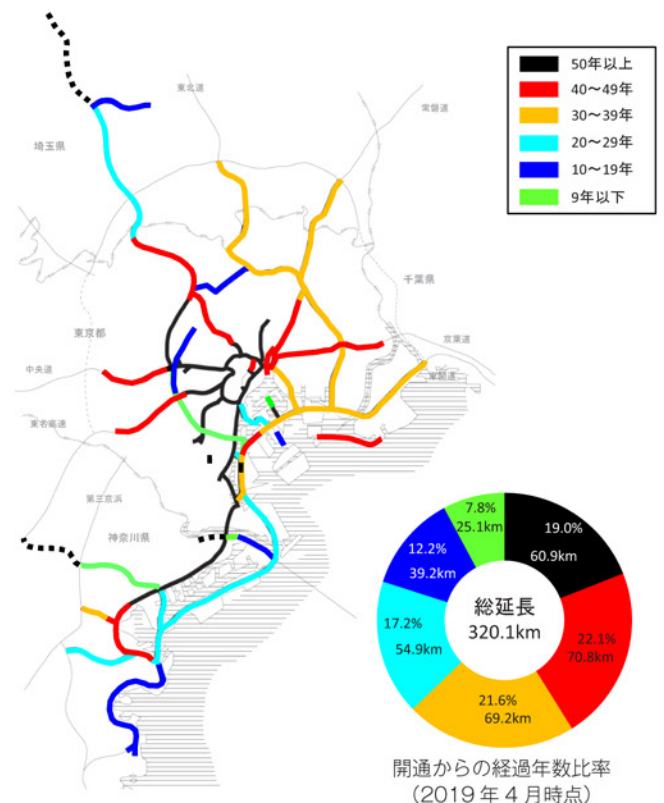 東北道
常磐道
埼玉県
千葉県
東京都
京葉道
中央道
東関道
東名高速
第三京浜
神奈川県
50年以上
40〜49年
30〜39年
20〜29年
10〜19年
9年以下
7.8%
25.1km
19.0%
60.9km
12.2%
39.2km
総延長
320.1km
17.2%
54.9km
22.1%
70.8km
21.6%
69.2km
開通からの経過年数比率
(2019年4月時点)